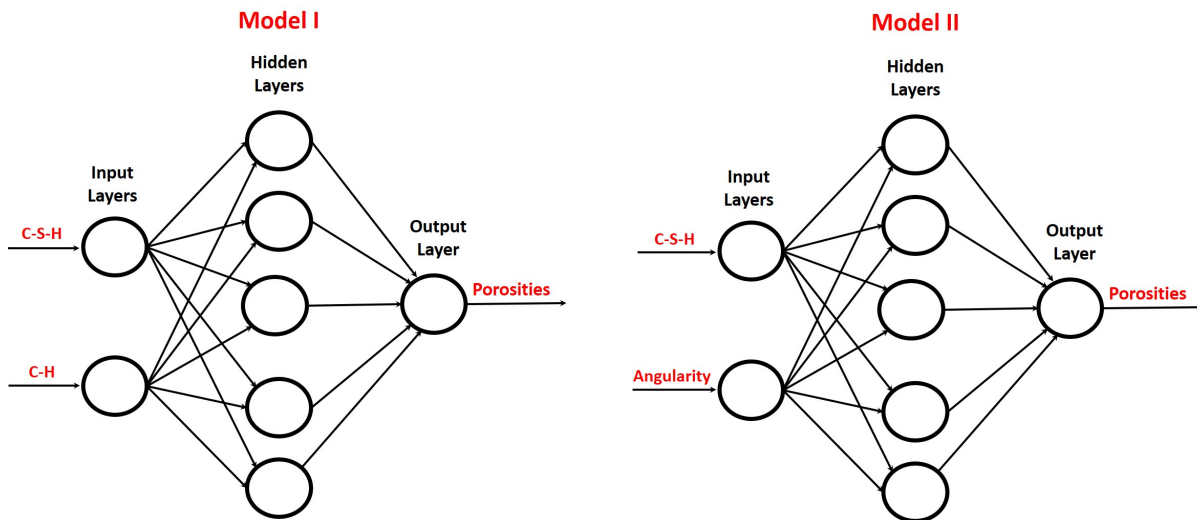 Model I
Hidden
Layers
Input
Layers
C-S-H
Output
Layer
Porosities
C-H
Model II
Hidden
Layers
Input
Layers
C-S-H
Output
Layer
Porosities
Angularity